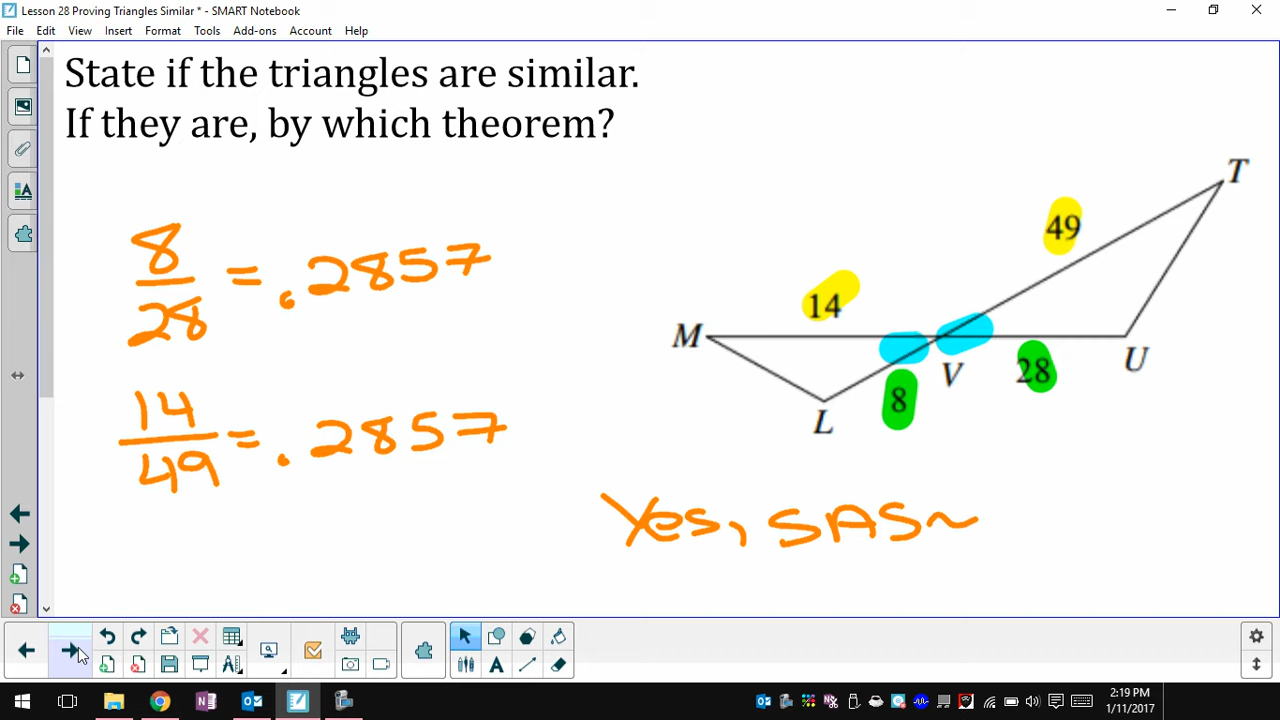 Lesson 28 Proving Triangles Similar * - SMART Notebook
File Edit View Insert Format Tools Add-ons Account Help
State if the triangles are similar.
If they are, by which theorem?
8/28 = .2857
14/49 = .2857
T
49
14
M
V
U
28
8
L
Yes, SAS~
A
2:19 PM
1/11/2017